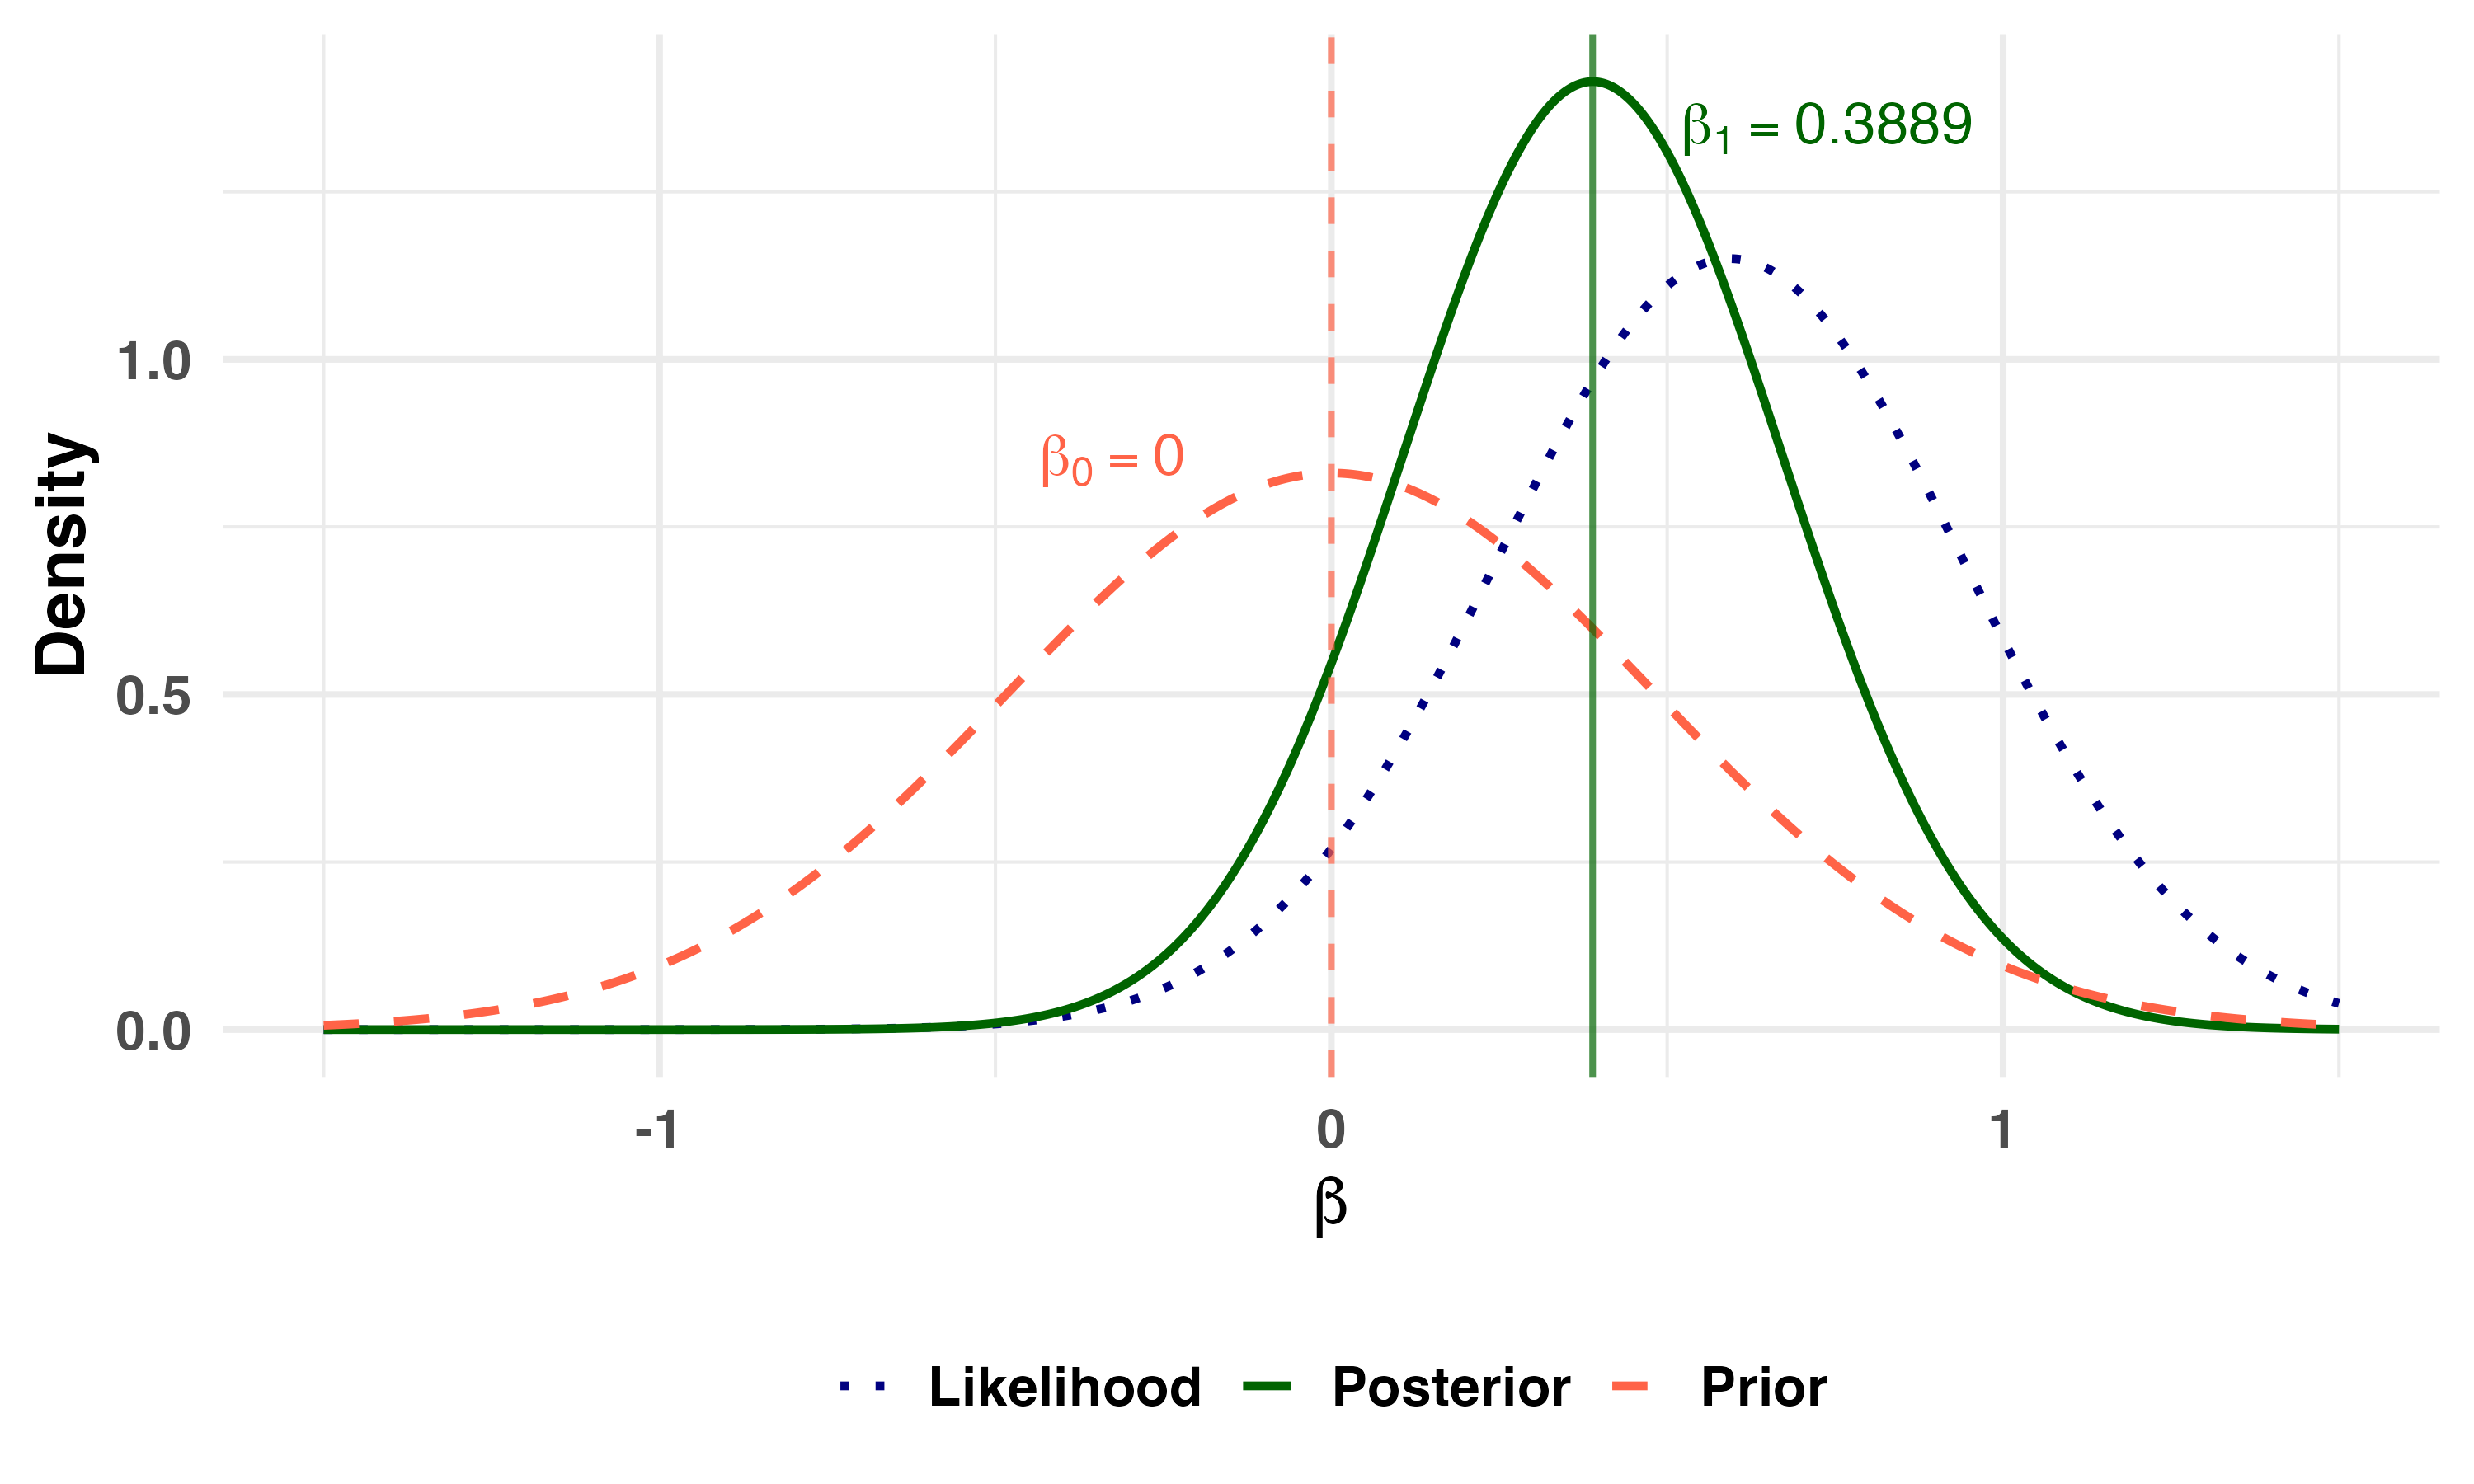 β₁ = 0.3889
1.0
β₀ = 0
Density
0.5
0.0
-1 0 1
β
Likelihood Posterior Prior